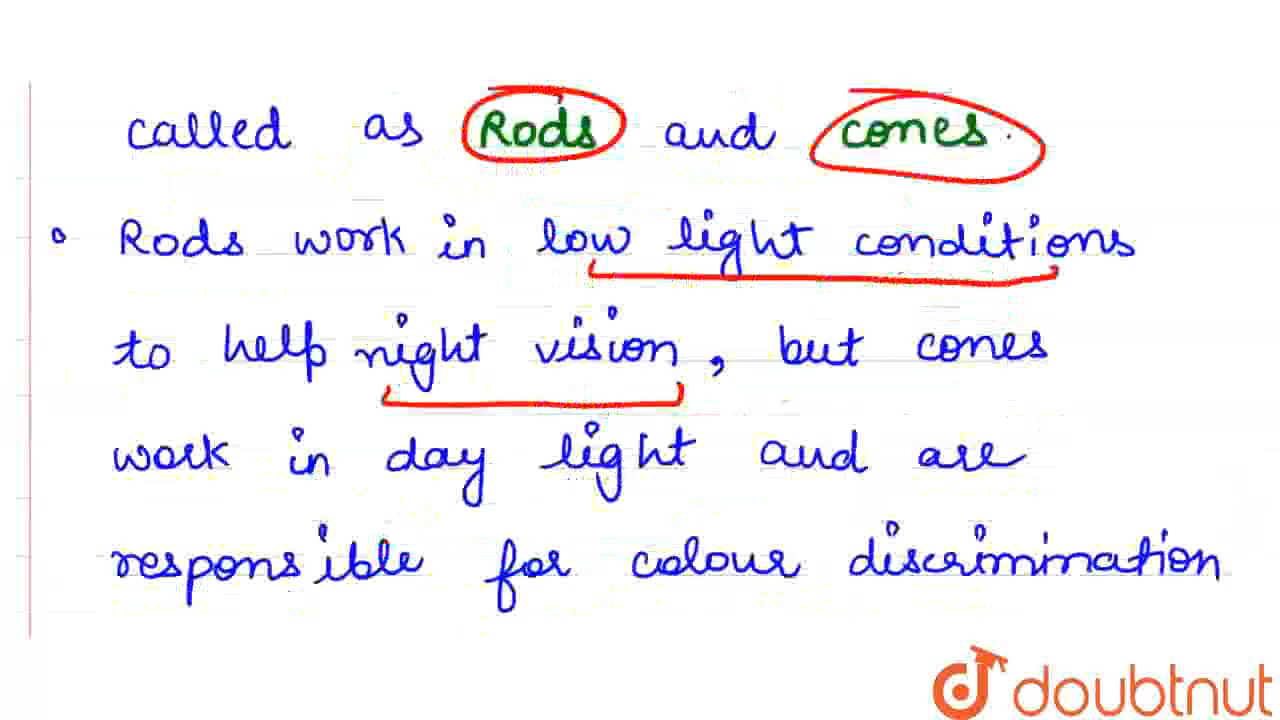 called as Rods and cones.
• Rods work in low light conditions
to help night vision, but cones
work in day light and are
responsible for colour discrimination
doubtnut